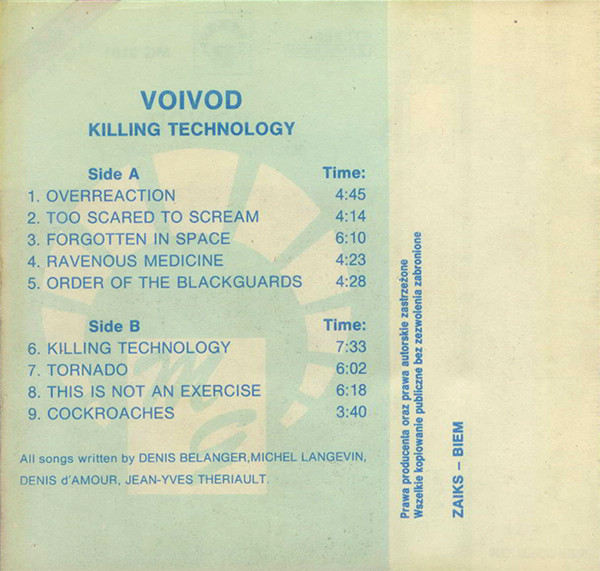 VOIVOD
KILLING TECHNOLOGY
Side A Time:
1. OVERREACTION 4:45
2. TOO SCARED TO SCREAM 4:14
3. FORGOTTEN IN SPACE 6:10
4. RAVENOUS MEDICINE 4:23
5. ORDER OF THE BLACKGUARDS 4:28
Side B Time:
6. KILLING TECHNOLOGY 7:33
7. TORNADO 6:02
8. THIS IS NOT AN EXERCISE 6:18
9. COCKROACHES 3:40
All songs written by DENIS BELANGER,MICHEL LANGEVIN,
DENIS d'AMOUR, JEAN-YVES THERIAULT.
Prawa producenta oraz prawa autorskie zastrzeżone
Wszelkie kopiowanie publiczne bez zezwolenia zabronione
ZAIKS – BIEM
MG